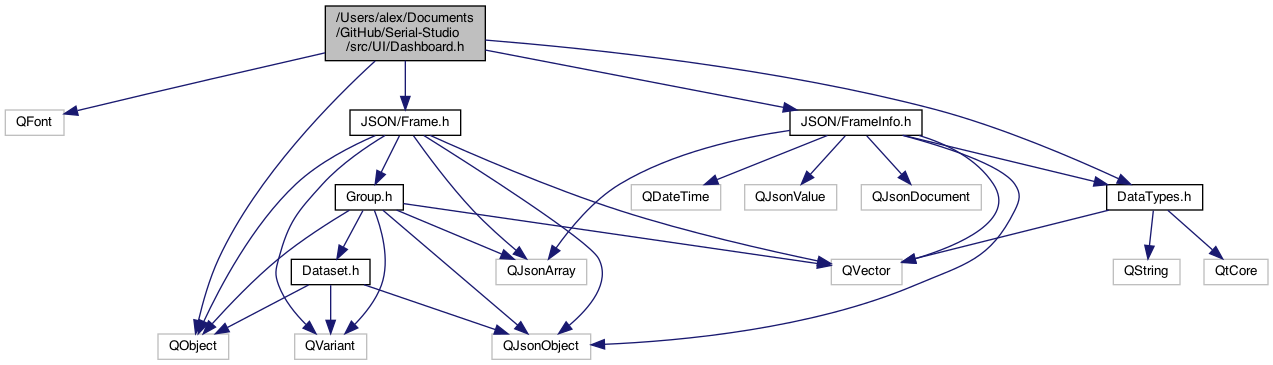 /Users/alex/Documents
/GitHub/Serial-Studio
/src/UI/Dashboard.h
QFont
JSON/Frame.h
JSON/FrameInfo.h
Group.h
QDateTime
QJsonValue
QJsonDocument
DataTypes.h
Dataset.h
QJsonArray
QVector
QString
QtCore
QObject
QVariant
QJsonObject